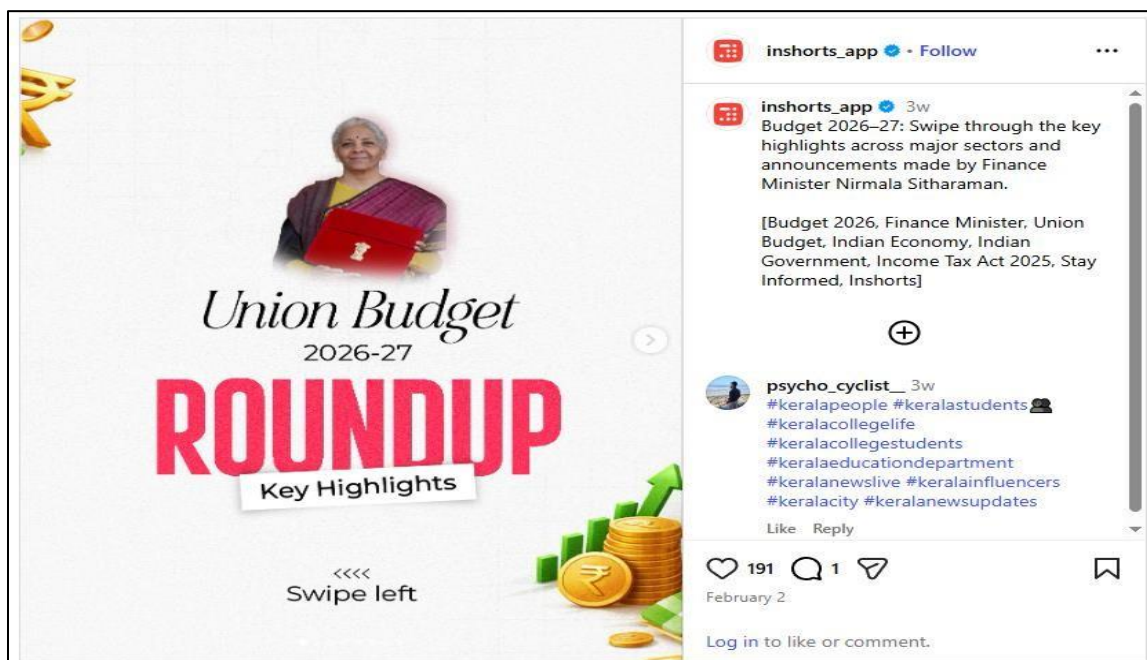 Union Budget
2026-27
ROUNDUP
Key Highlights
<<<<
Swipe left
inshorts_app • Follow
inshorts_app 3w
Budget 2026–27: Swipe through the key
highlights across major sectors and
announcements made by Finance
Minister Nirmala Sitharaman.
[Budget 2026, Finance Minister, Union
Budget, Indian Economy, Indian
Government, Income Tax Act 2025, Stay
Informed, Inshorts]
psycho_cyclist__ 3w
#keralapeople #keralastudents👥
#keralacollegelife
#keralacollegestudents
#keralaeducationdepartment
#keralanewslive #keralainfluencers
#keralacity #keralanewsupdates
Like Reply
191 1
February 2
Log in to like or comment.